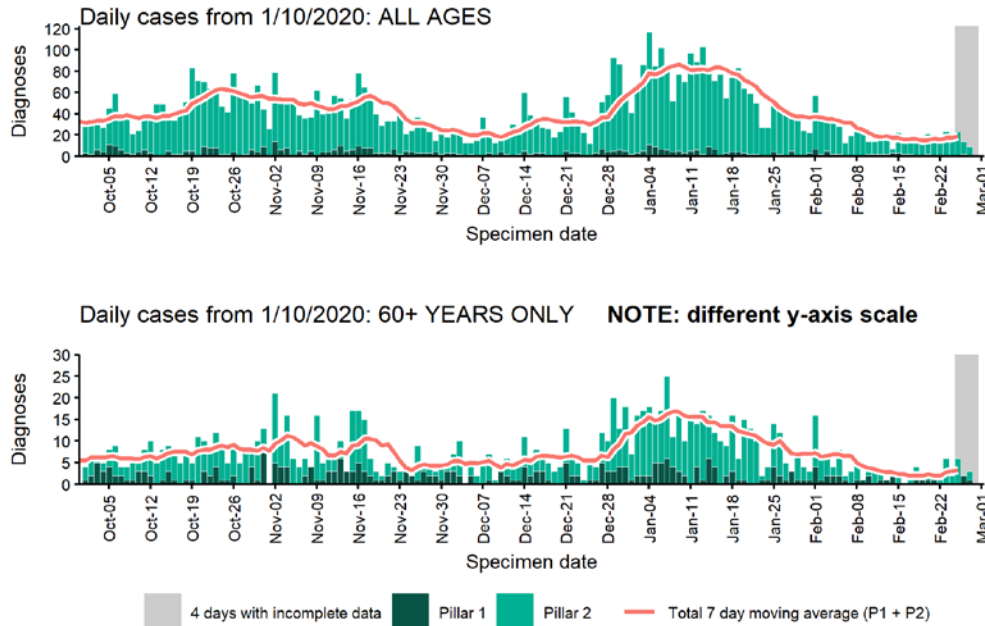 Daily cases from 1/10/2020: ALL AGES
120
100
80
60
40
20
0
Diagnoses
Oct-05 Oct-12 Oct-19 Oct-26 Nov-02 Nov-09 Nov-16 Nov-23 Nov-30 Dec-07 Dec-14 Dec-21 Dec-28 Jan-04 Jan-11 Jan-18 Jan-25 Feb-01 Feb-08 Feb-15 Feb-22 Mar-01
Specimen date
Daily cases from 1/10/2020: 60+ YEARS ONLY NOTE: different y-axis scale
30
25
20
15
10
5
0
Diagnoses
Oct-05 Oct-12 Oct-19 Oct-26 Nov-02 Nov-09 Nov-16 Nov-23 Nov-30 Dec-07 Dec-14 Dec-21 Dec-28 Jan-04 Jan-11 Jan-18 Jan-25 Feb-01 Feb-08 Feb-15 Feb-22 Mar-01
Specimen date
4 days with incomplete data Pillar 1 Pillar 2 Total 7 day moving average (P1 + P2)